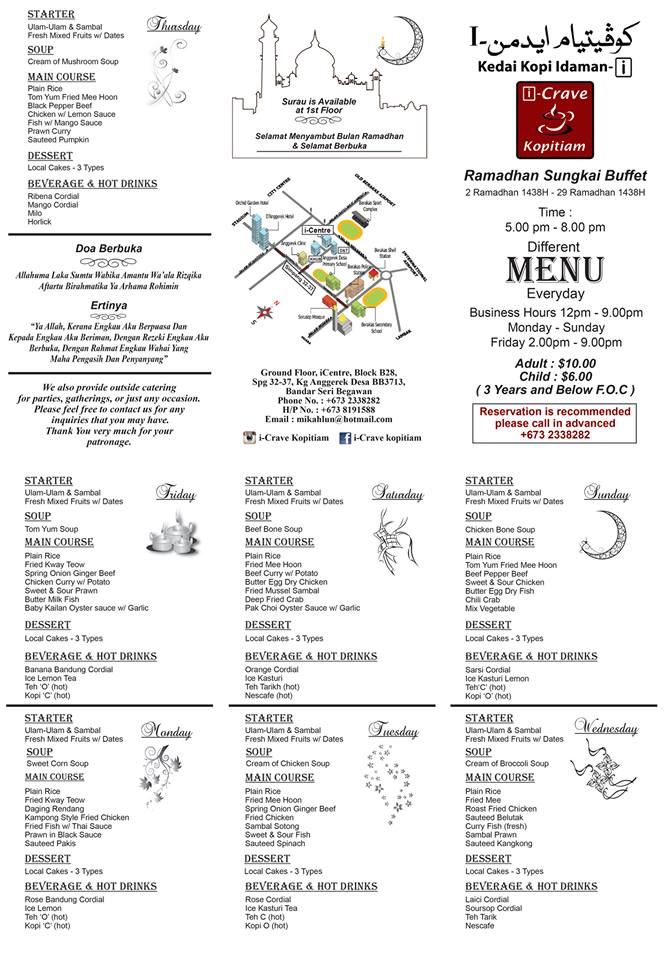 STARTER
Thursday
Ulam-Ulam & Sambal
Fresh Mixed Fruits w/ Dates
SOUP
Cream of Mushroom Soup
MAIN COURSE
Plain Rice
Tom Yum Fried Mee Hoon
Black Pepper Beef
Chicken w/ Lemon Sauce
Fish w/ Mango Sauce
Prawn Curry
Sauteed Pumpkin
DESSERT
Local Cakes - 3 Types
BEVERAGE & HOT DRINKS
Ribena Cordial
Mango Cordial
Milo
Horlick
Doa Berbuka
Allahuma Laka Sumtu Wabika Amantu Wa'ala Rizqika
Aftartu Birahmatika Ya Arhama Rohimin
Ertinya
“Ya Allah, Kerana Engkau Aku Berpuasa Dan
Kepada Engkau Aku Beriman, Dengan Rezeki Engkau Aku
Berbuka, Dengan Rahmat Engkau Wahai Yang
Maha Pengasih Dan Penyanyang”
We also provide outside catering
for parties, gatherings, or just any occasion.
Please feel free to contact us for any
inquiries that you may have.
Thank You very much for your
patronage.
Surau is Available
at 1st Floor
Selamat Menyambut Bulan Ramadhan
& Selamat Berbuka
CITY CENTRE
OLD BERAKAS AIRPORT
Orchid Garden Hotel
D'Anggerek Hotel
Berakas Sport
Complex
STADIUM
i-Centre
Anggerek Clinic
Anggerek Desa
Primary School
Berakas Shell
Station
Berakas Police
Station
INTERNATIONAL
AIRPORT
Simpang 32-37
Serusop Mosque
Berakas Secondary
School
LAMBAK
N
S
Ground Floor, iCentre, Block B28,
Spg 32-37, Kg Anggerek Desa BB3713,
Bandar Seri Begawan
Phone No. : +673 2338282
H/P No. : +673 8191588
Email : mikahlun@hotmail.com
i-Crave Kopitiam
i-Crave kopitiam
كوڤيتيام ايدمن-I
Kedai Kopi Idaman-i
i-Crave
Kopitiam
Ramadhan Sungkai Buffet
2 Ramadhan 1438H - 29 Ramadhan 1438H
Time :
5.00 pm - 8.00 pm
Different
MENU
Everyday
Business Hours 12pm - 9.00pm
Monday - Sunday
Friday 2.00pm - 9.00pm
Adult : $10.00
Child : $6.00
( 3 Years and Below F.O.C )
Reservation is recommended
please call in advanced
+673 2338282
STARTER
Friday
Ulam-Ulam & Sambal
Fresh Mixed Fruits w/ Dates
SOUP
Tom Yum Soup
MAIN COURSE
Plain Rice
Fried Kway Teow
Spring Onion Ginger Beef
Chicken Curry w/ Potato
Sweet & Sour Prawn
Butter Milk Fish
Baby Kailan Oyster sauce w/ Garlic
DESSERT
Local Cakes - 3 Types
BEVERAGE & HOT DRINKS
Banana Bandung Cordial
Ice Lemon Tea
Teh 'O' (hot)
Kopi 'C' (hot)
STARTER
Saturday
Ulam-Ulam & Sambal
Fresh Mixed Fruits w/ Dates
SOUP
Beef Bone Soup
MAIN COURSE
Plain Rice
Fried Mee Hoon
Beef Curry w/ Potato
Butter Egg Dry Chicken
Fried Mussel Sambal
Deep Fried Crab
Pak Choi Oyster Sauce w/ Garlic
DESSERT
Local Cakes - 3 Types
BEVERAGE & HOT DRINKS
Orange Cordial
Ice Kasturi
Teh Tarikh (hot)
Nescafe (hot)
STARTER
Sunday
Ulam-Ulam & Sambal
Fresh Mixed Fruits w/ Dates
SOUP
Chicken Bone Soup
MAIN COURSE
Plain Rice
Tom Yum Fried Mee Hoon
Beef Pepper Beef
Sweet & Sour Chicken
Butter Egg Dry Fish
Chili Crab
Mix Vegetable
DESSERT
Local Cakes - 3 Types
BEVERAGE & HOT DRINKS
Sarsi Cordial
Ice Kasturi Lemon
Teh'C' (hot)
Kopi “O” (hot)
STARTER
Monday
Ulam-Ulam & Sambal
Fresh Mixed Fruits w/ Dates
SOUP
Sweet Corn Soup
MAIN COURSE
Plain Rice
Fried Kway Teow
Daging Rendang
Kampong Style Fried Chicken
Fried Fish w/ Thai Sauce
Prawn in Black Sauce
Sauteed Pakis
DESSERT
Local Cakes - 3 Types
BEVERAGE & HOT DRINKS
Rose Bandung Cordial
Ice Lemon
Teh 'O' (hot)
Kopi 'C' (hot)
STARTER
Tuesday
Ulam-Ulam & Sambal
Fresh Mixed Fruits w/ Dates
SOUP
Cream of Chicken Soup
MAIN COURSE
Plain Rice
Fried Mee Hoon
Spring Onion Ginger Beef
Fried Chicken
Sambal Sotong
Sweet & Sour Fish
Sauteed Spinach
DESSERT
Local Cakes - 3 Types
BEVERAGE & HOT DRINKS
Rose Cordial
Ice Kasturi Tea
Teh C (hot)
Kopi O (hot)
STARTER
Wednesday
Ulam-Ulam & Sambal
Fresh Mixed Fruits w/ Dates
SOUP
Cream of Broccoli Soup
MAIN COURSE
Plain Rice
Fried Mee
Roast Fried Chicken
Sauteed Belutak
Curry Fish (fresh)
Sambal Prawn
Sauteed Kangkong
DESSERT
Local Cakes - 3 Types
BEVERAGE & HOT DRINKS
Laici Cordial
Soursop Cordial
Teh Tarik
Nescafe